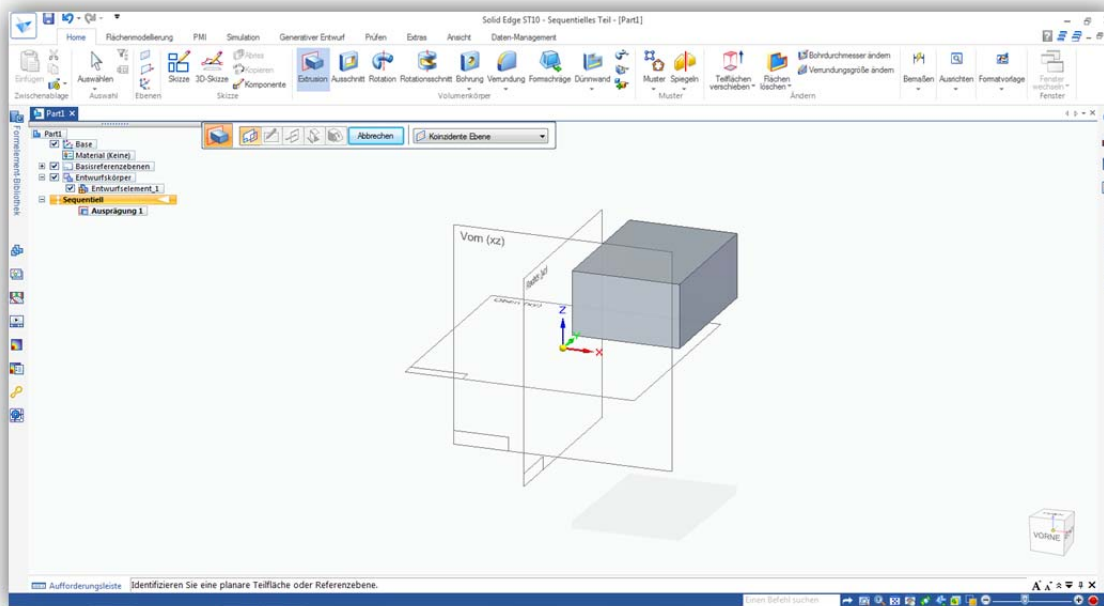 Solid Edge ST10 - Sequentielles Teil - [Part1]
Home Flächenmodellierung PMI Simulation Generativer Entwurf Prüfen Extras Ansicht Daten-Management
Einfügen
Auswählen
Skizze 3D-Skizze
Abriss
Kopieren
Komponente
Extrusion Ausschnitt Rotation Rotationsschnitt Bohrung Verrundung Formschräge Dünnwand
Muster Spiegeln
Teilflächen verschieben
Flächen löschen
Bohrdurchmesser ändern
Verrundungsgröße ändern
Bemaßen Ausrichten Formatvorlage
Fenster wechseln
Zwischenablage Auswahl Ebenen Skizze Volumenkörper Muster Ändern Fenster
Part1
Formelement-Bibliothek
Part1
Base
Material (Keine)
Basisreferenzebenen
Entwurfskörper
Entwurfselement_1
Sequentiell
Ausprägung 1
Abbrechen
Koinzidente Ebene
Vorn (xz)
Z
Y
X
VORNE
Aufforderungsleiste
Identifizieren Sie eine planare Teilfläche oder Referenzebene.
Einen Befehl suchen